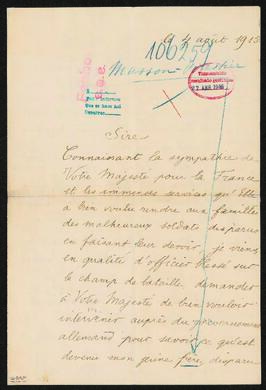 le 4 août 1915
106259
Masson
Sire
Connaissant la sympathie de
Votre Majesté pour la France
et les immenses services qu'Elle
a bien voulu rendre aux familles
des malheureux soldats disparus
en faisant leur devoir je viens
en qualité d'officier blessé sur
le champ de bataille demander
à Votre Majesté de bien vouloir
intervenir auprès du gouvernement
allemand pour savoir ce qu'est
devenu mon jeune frère, disparu